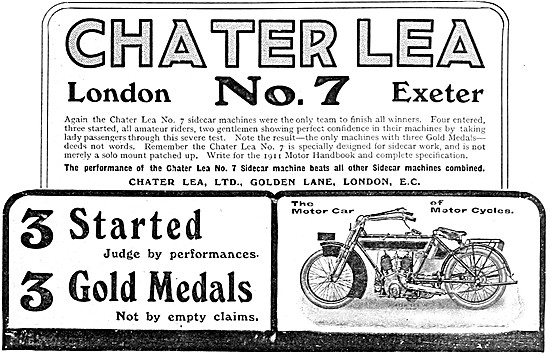 CHATER LEA
London No. 7 Exeter
Again the Chater Lea No. 7 sidecar machines were the only team to finish all winners. Four entered,
three started, all amateur riders, two gentlemen showing perfect confidence in their machines by taking
lady passengers through this severe test. Note the result—the only machines with three Gold Medals—
deeds not words. Remember the Chater Lea No. 7 is specially designed for sidecar work, and is not
merely a solo mount patched up. Write for the 1911 Motor Handbook and complete specification.
The performance of the Chater Lea No. 7 Sidecar machine beats all other Sidecar machines combined.
CHATER LEA, LTD., GOLDEN LANE, LONDON, E.C.
3 Started
Judge by performances.
3 Gold Medals
Not by empty claims.
The of
Motor Car Motor Cycles.